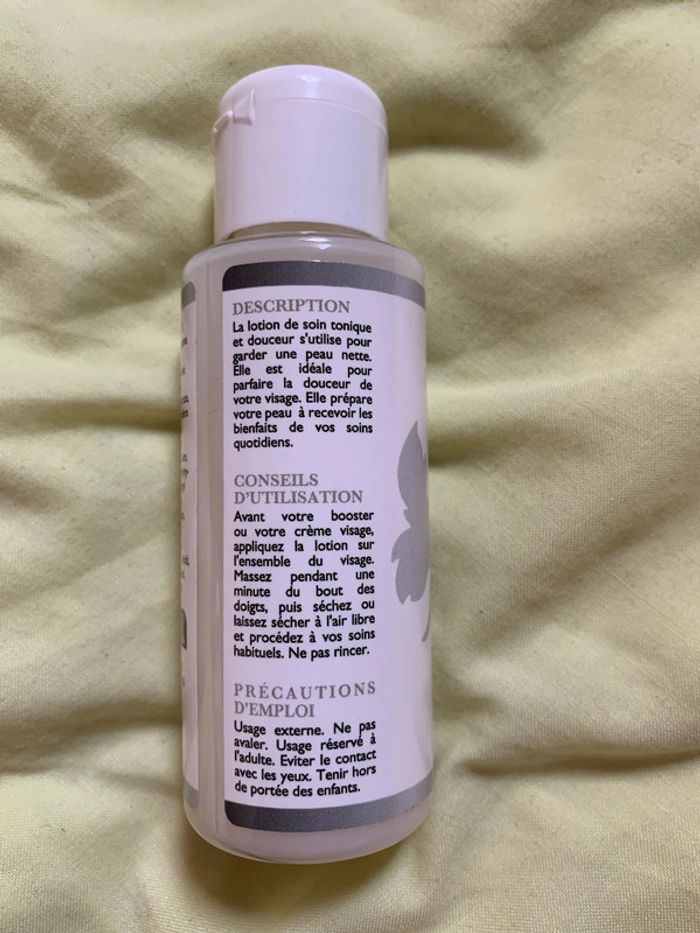 DESCRIPTION
La lotion de soin tonique
et douceur s'utilise pour
garder une peau nette.
Elle est idéale pour
parfaire la douceur de
votre visage. Elle prépare
votre peau à recevoir les
bienfaits de vos soins
quotidiens.
CONSEILS
D'UTILISATION
Avant votre booster
ou votre crème visage,
appliquez la lotion sur
l'ensemble du visage.
Massez pendant une
minute du bout des
doigts, puis séchez ou
laissez sécher à l'air libre
et procédez à vos soins
habituels. Ne pas rincer.
PRÉCAUTIONS
D'EMPLOI
Usage externe. Ne pas
avaler. Usage réservé à
l'adulte. Eviter le contact
avec les yeux. Tenir hors
de portée des enfants.